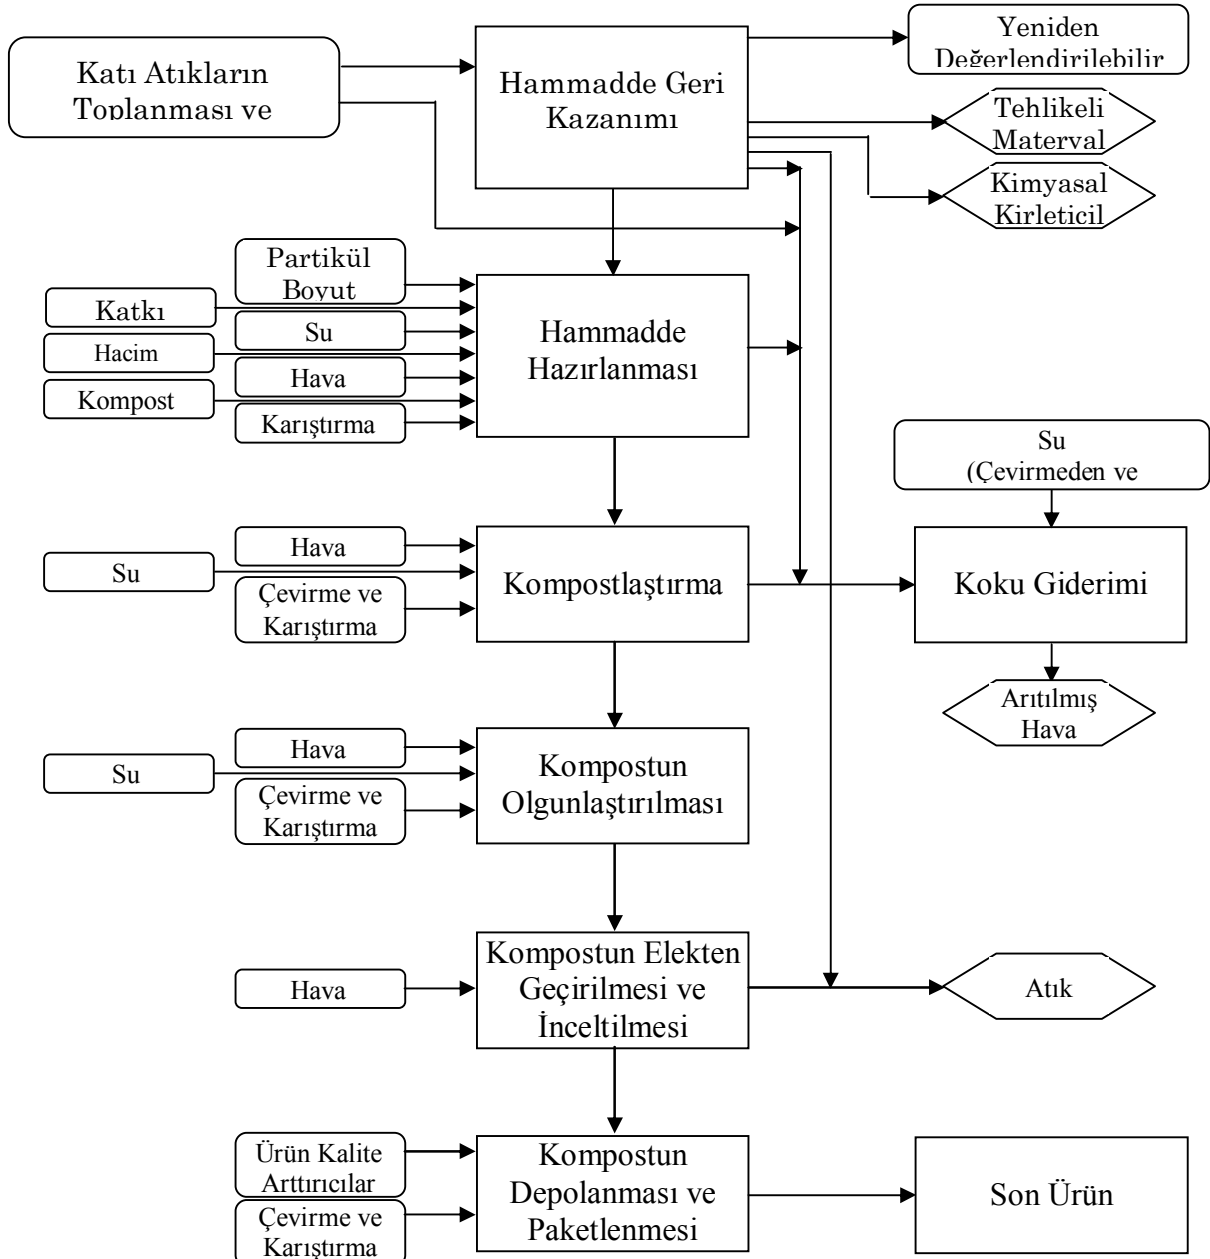 Katı Atıkların
Toplanması ve
Hammadde Geri
Kazanımı
Yeniden
Değerlendirilebilir
Tehlikeli
Materyal
Kimyasal
Kirleticil
Partikül
Boyut
Katkı
Su
Hacim
Hava
Kompost
Karıştırma
Hammadde
Hazırlanması
Su
(Çevirmeden ve
Hava
Su
Çevirme ve
Karıştırma
Kompostlaştırma
Koku Giderimi
Arıtılmış
Hava
Hava
Su
Çevirme ve
Karıştırma
Kompostun
Olgunlaştırılması
Hava
Kompostun Elekten
Geçirilmesi ve
İnceltilmesi
Atık
Ürün Kalite
Arttırıcılar
Çevirme ve
Karıştırma
Kompostun
Depolanması ve
Paketlenmesi
Son Ürün